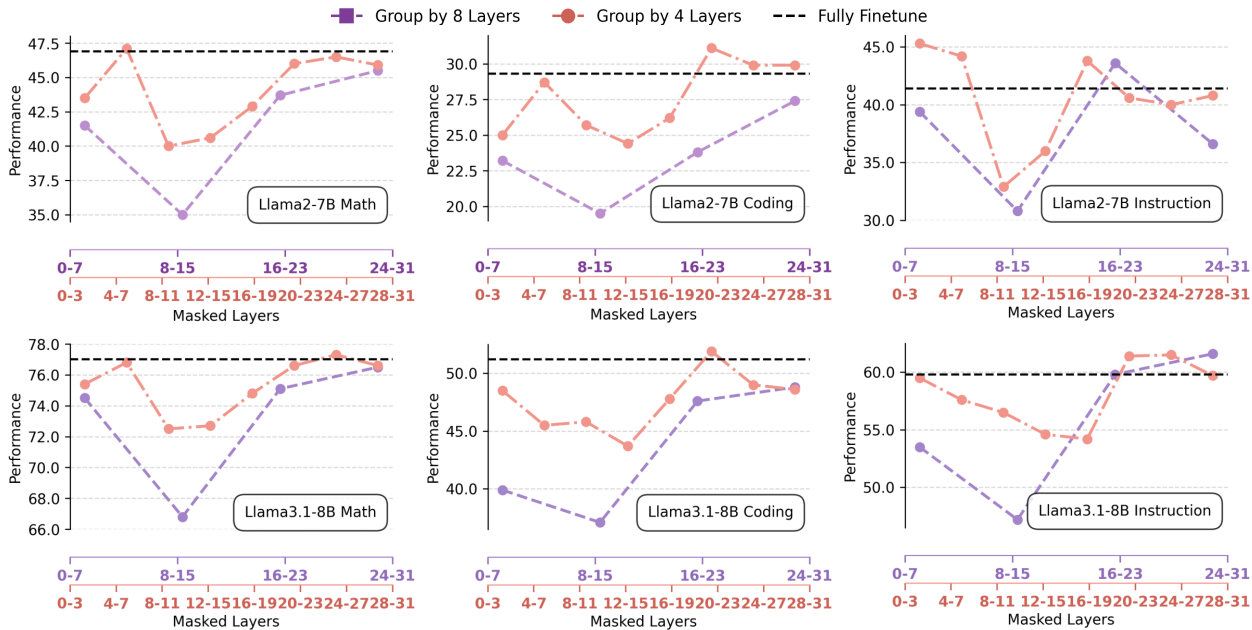 Group by 8 Layers Group by 4 Layers Fully Finetune
Performance
47.5
45.0
42.5
40.0
37.5
35.0
Llama2-7B Math
0-7 8-15 16-23 24-31
0-3 4-7 8-11 12-15 16-19 20-23 24-27 28-31
Masked Layers
Performance
30.0
27.5
25.0
22.5
20.0
Llama2-7B Coding
0-7 8-15 16-23 24-31
0-3 4-7 8-11 12-15 16-19 20-23 24-27 28-31
Masked Layers
Performance
45.0
40.0
35.0
30.0
Llama2-7B Instruction
0-7 8-15 16-23 24-31
0-3 4-7 8-11 12-15 16-19 20-23 24-27 28-31
Masked Layers
Performance
78.0
76.0
74.0
72.0
70.0
68.0
66.0
Llama3.1-8B Math
0-7 8-15 16-23 24-31
0-3 4-7 8-11 12-15 16-19 20-23 24-27 28-31
Masked Layers
Performance
50.0
45.0
40.0
Llama3.1-8B Coding
0-7 8-15 16-23 24-31
0-3 4-7 8-11 12-15 16-19 20-23 24-27 28-31
Masked Layers
Performance
60.0
55.0
50.0
Llama3.1-8B Instruction
0-7 8-15 16-23 24-31
0-3 4-7 8-11 12-15 16-19 20-23 24-27 28-31
Masked Layers